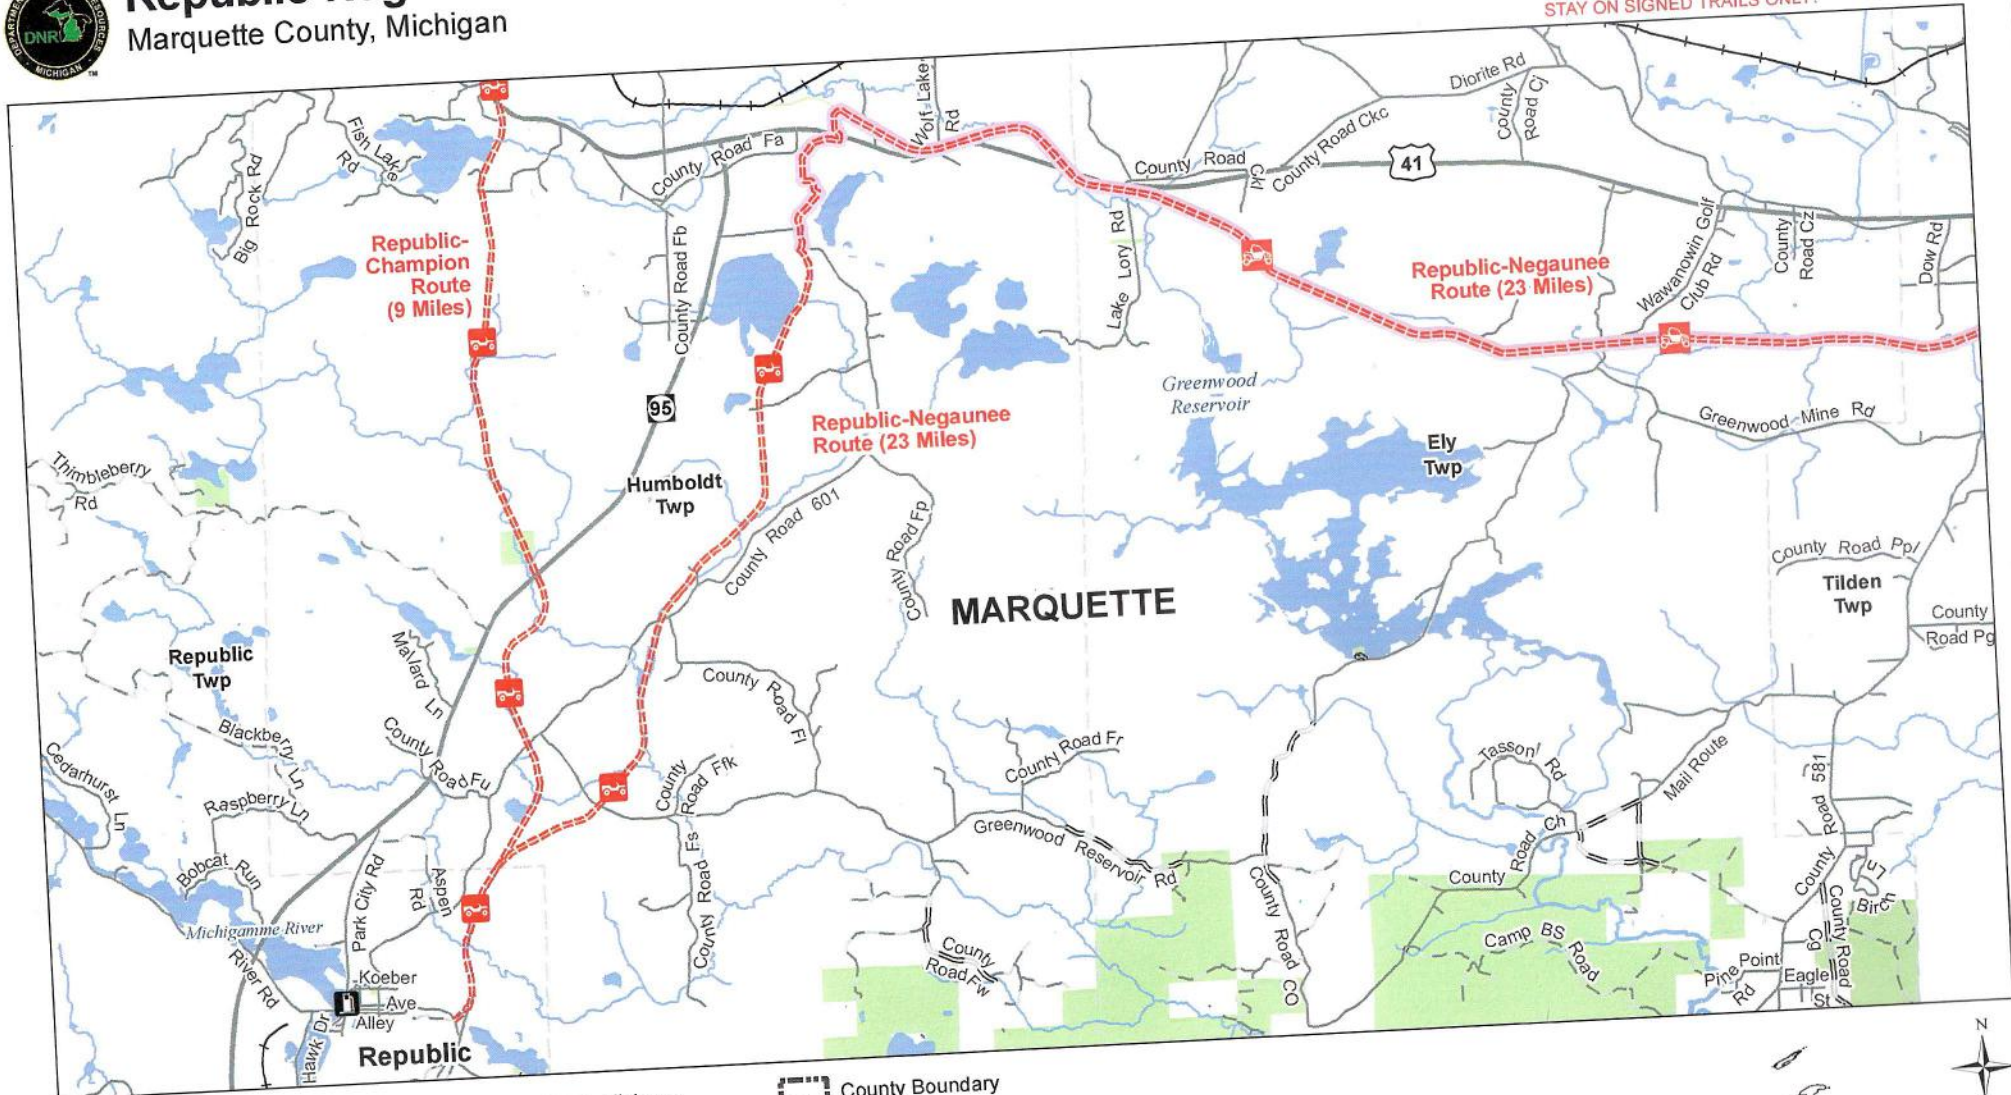 DNR
MICHIGAN
TM
Marquette County, Michigan
STAY ON SIGNED TRAILS ONLY!
Big Rock Rd
Fish Lake
Rd
Republic-
Champion
Route
(9 Miles)
County Road Fa
County Road Fb
Wolf Lake
Rd
County Road
Gkl
County Road Ckc
Diorite Rd
County
Road Cj
41
Lake Lory Rd
Republic-Negaunee
Route (23 Miles)
Wawanowin Golf
Club Rd
County
Road Cz
Dow Rd
95
Republic-Negaunee
Route (23 Miles)
Greenwood
Reservoir
Ely
Twp
Greenwood Mine Rd
Thimbleberry
Rd
Humboldt
Twp
County Road 601
County Road Fp
MARQUETTE
County Road Ppl
Tilden
Twp
County
Road Pg
Republic
Twp
Mallard Ln
County Road Fl
Blackberry Ln
County
Road Fu
County
Road Ffk
County Road Fr
Tasson Rd
Mail Route
Cedarhurst Ln
Raspberry Ln
Greenwood Reservoir Rd
County Road Ch
County Road 581
Bobcat Run
Park City Rd
Aspen
Rd
County Road Fs
County Road CO
Birch Ln
Michigamme River
County
Road Fw
Camp BS Road
County Road
Cg
River Rd
Koeber
Ave
Alley
Pine Point
Rd
Eagle
St
Hawk Dr
Republic
N
County Boundary